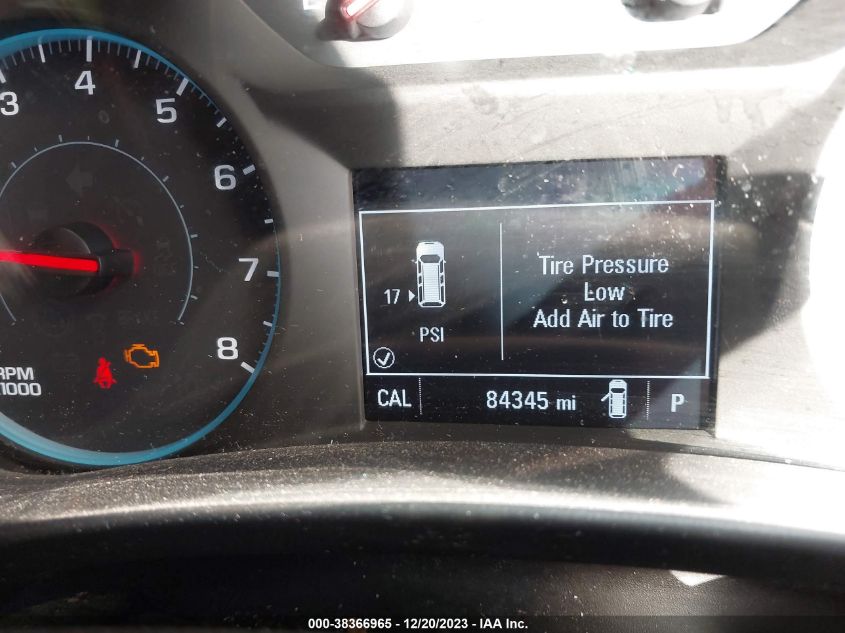 3
4
5
6
7
8
RPM
1000
17
PSI
Tire Pressure
Low
Add Air to Tire
CAL
84345 mi
P
000-38366965 - 12/20/2023 - IAA Inc.